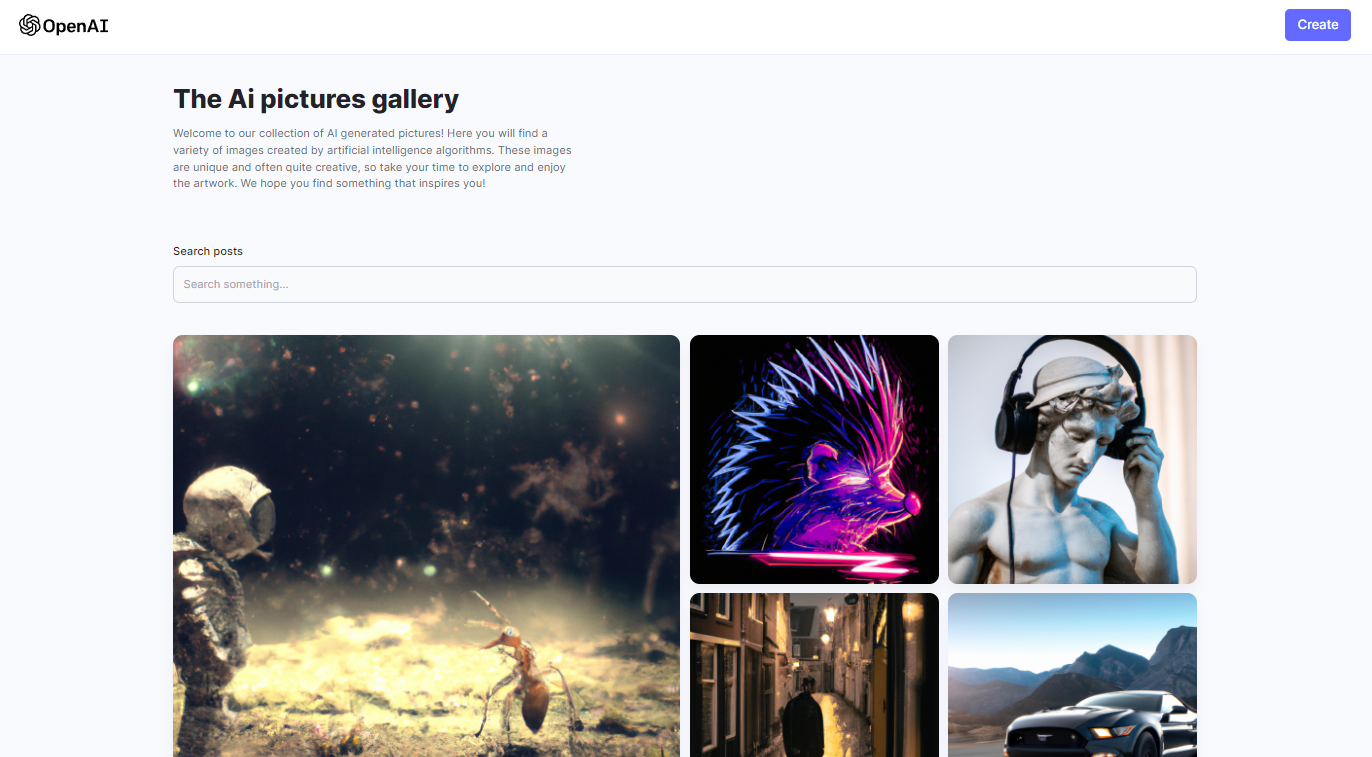 OpenAI
Create
The Ai pictures gallery
Welcome to our collection of AI generated pictures! Here you will find a
variety of images created by artificial intelligence algorithms. These images
are unique and often quite creative, so take your time to explore and enjoy
the artwork. We hope you find something that inspires you!
Search posts
Search something...